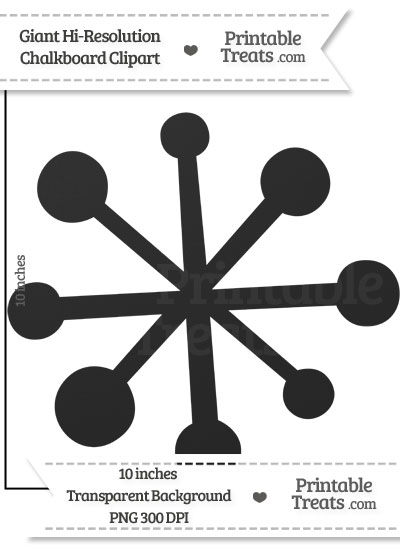 Giant Hi-Resolution
Chalkboard Clipart
Printable
Treats.com
10 inches
Printable
Treats
10 inches
Transparent Background
PNG 300 DPI
Printable
Treats.com